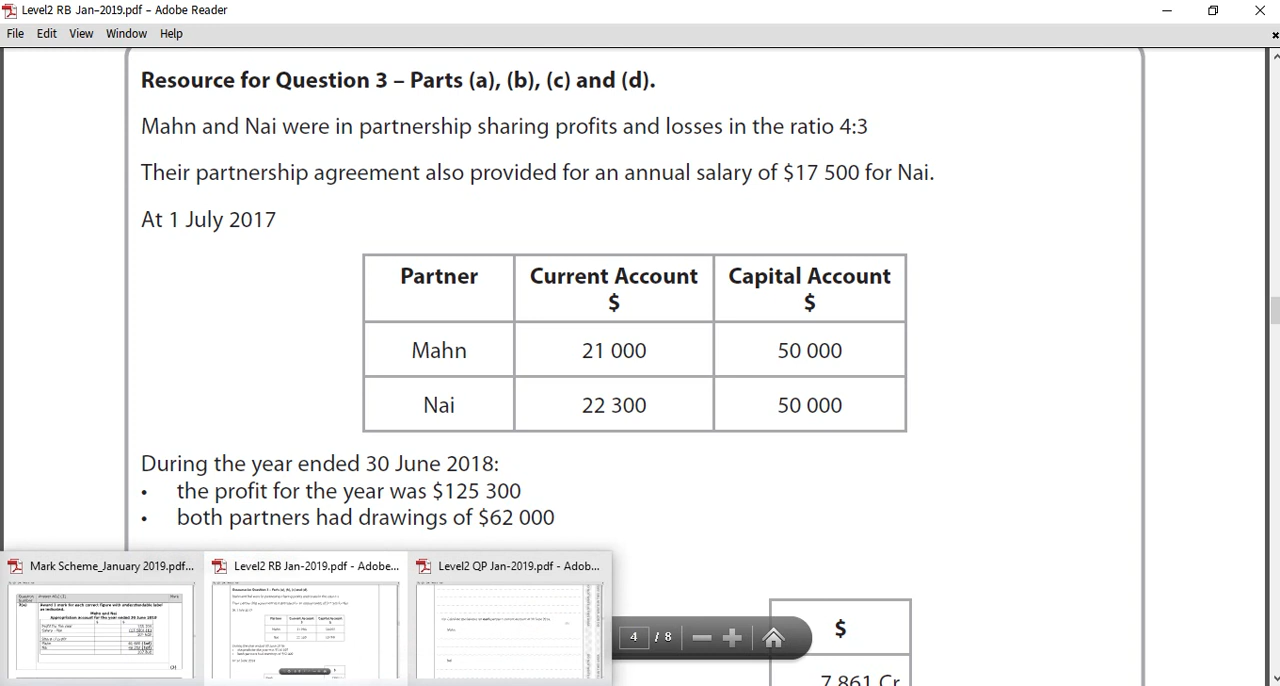 Level2 RB Jan-2019.pdf - Adobe Reader
File Edit View Window Help
Resource for Question 3 – Parts (a), (b), (c) and (d).
Mahn and Nai were in partnership sharing profits and losses in the ratio 4:3
Their partnership agreement also provided for an annual salary of $17 500 for Nai.
At 1 July 2017
Partner Current Account Capital Account
$ $
Mahn 21 000 50 000
Nai 22 300 50 000
During the year ended 30 June 2018:
• the profit for the year was $125 300
• both partners had drawings of $62 000
Mark Scheme_January 2019.pdf... Level2 RB Jan-2019.pdf - Adobe... Level2 QP Jan-2019.pdf - Adob...
4 / 8
$
7 861 Cr